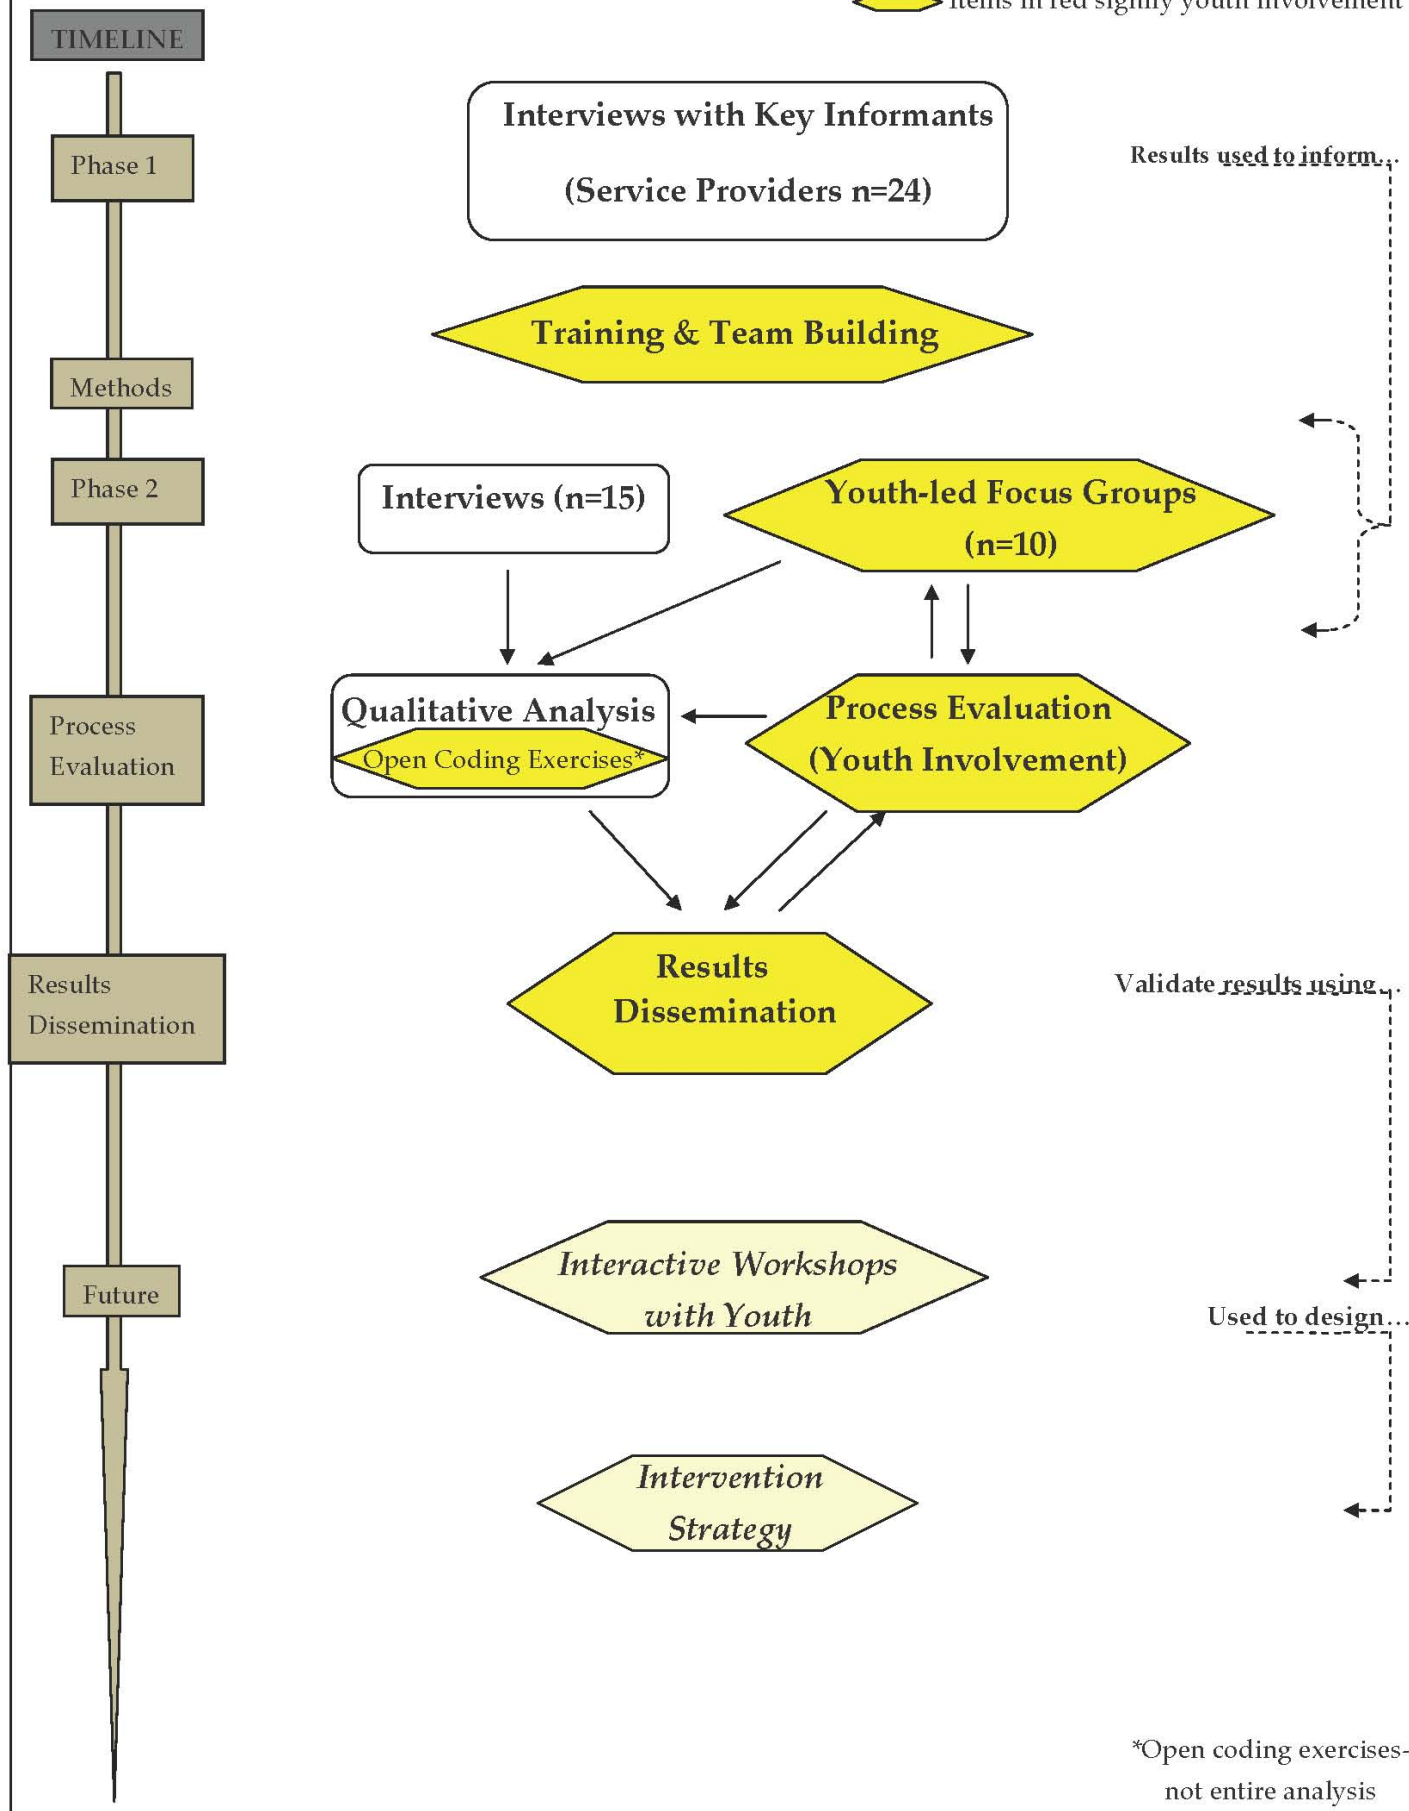 Items in red signify youth involvement
TIMELINE
Interviews with Key Informants
(Service Providers n=24)
Phase 1
Results used to inform...
Training & Team Building
Methods
Phase 2
Interviews (n=15)
Youth-led Focus Groups
(n=10)
Process
Evaluation
Qualitative Analysis
Open Coding Exercises*
Process Evaluation
(Youth Involvement)
Results
Dissemination
Results
Dissemination
Validate results using...
Future
Interactive Workshops
with Youth
Used to design...
Intervention
Strategy
*Open coding exercises-
not entire analysis